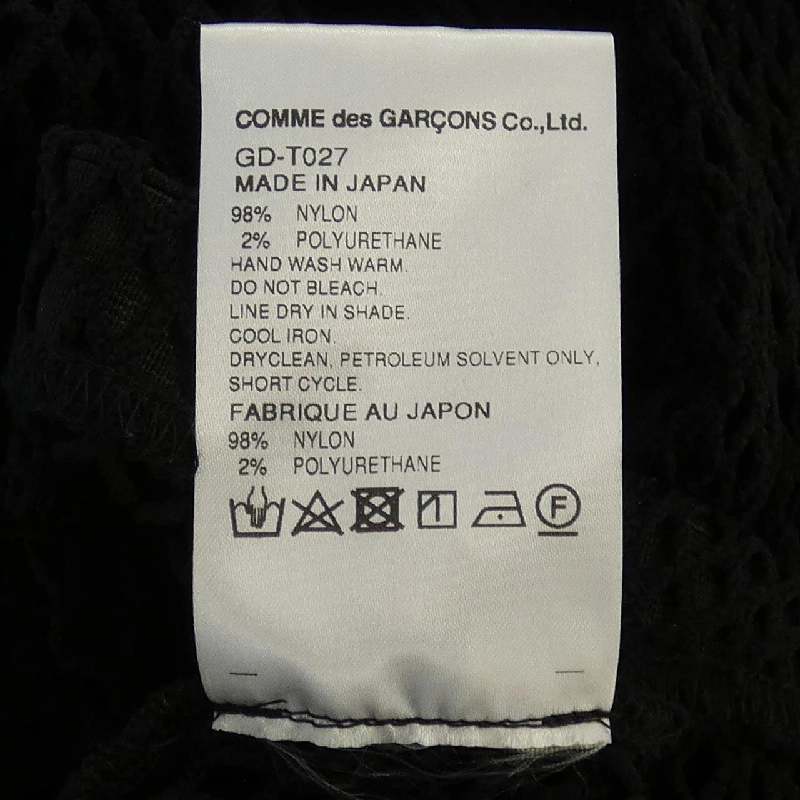 COMME des GARÇONS Co.,Ltd.
GD-T027
MADE IN JAPAN
98% NYLON
2% POLYURETHANE
HAND WASH WARM.
DO NOT BLEACH.
LINE DRY IN SHADE.
COOL IRON.
DRYCLEAN, PETROLEUM SOLVENT ONLY,
SHORT CYCLE.
FABRIQUE AU JAPON
98% NYLON
2% POLYURETHANE
F